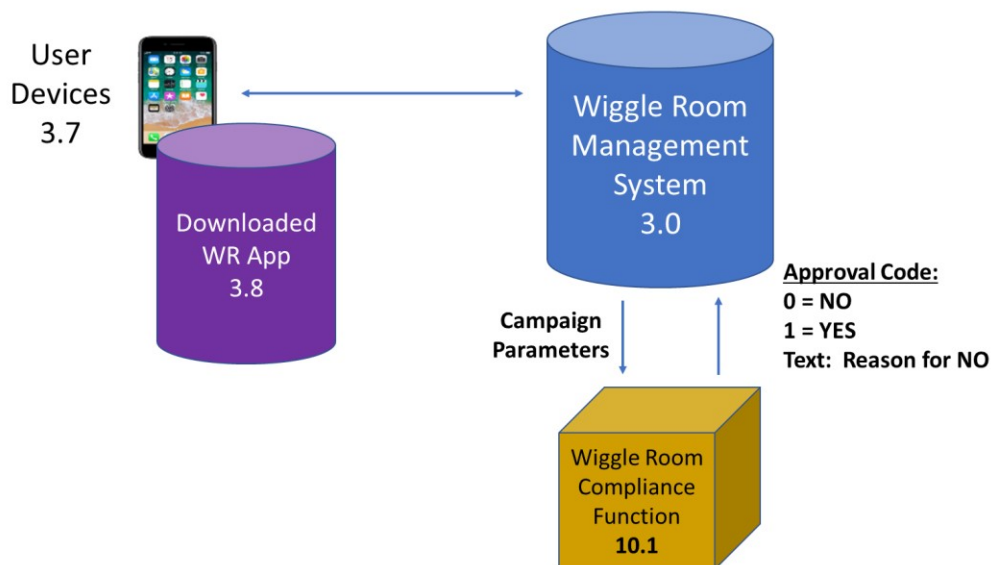 User
Devices
3.7
Downloaded
WR App
3.8
Wiggle Room
Management
System
3.0
Campaign
Parameters
Approval Code:
0 = NO
1 = YES
Text:  Reason for NO
Wiggle Room
Compliance
Function
10.1